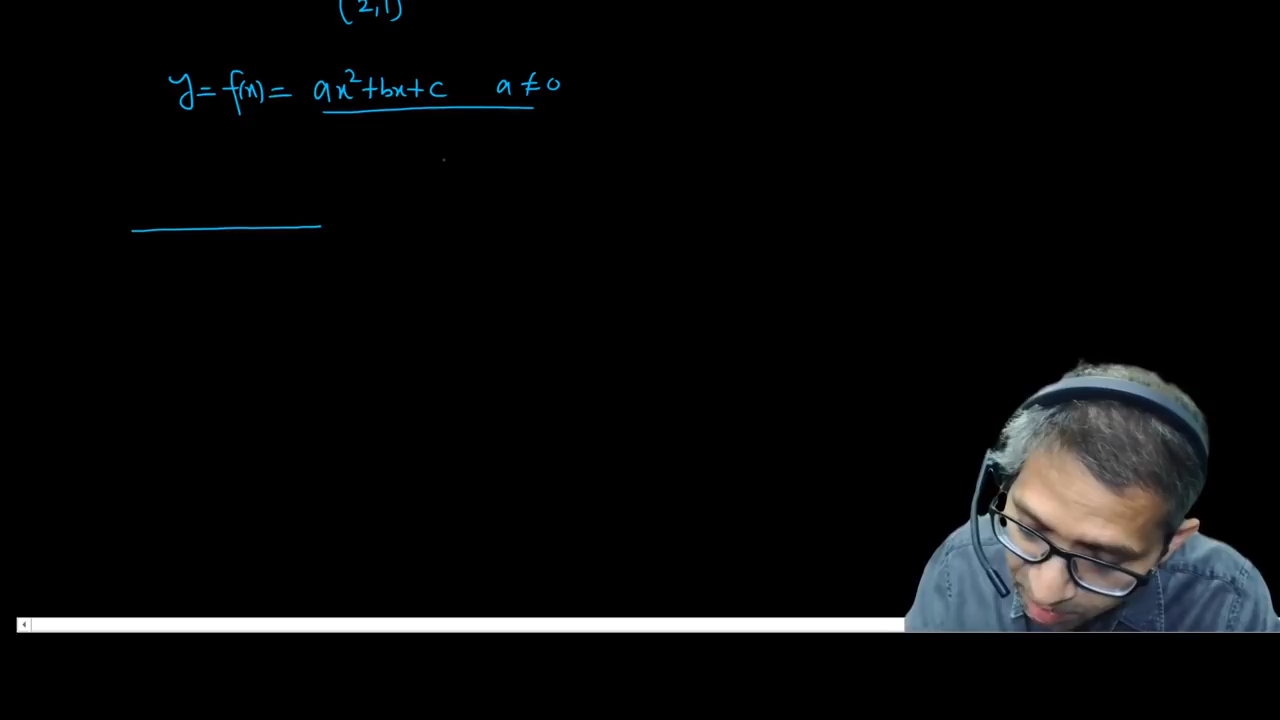 (2,1)
y = f(x) = ax²+bx+c a ≠ 0